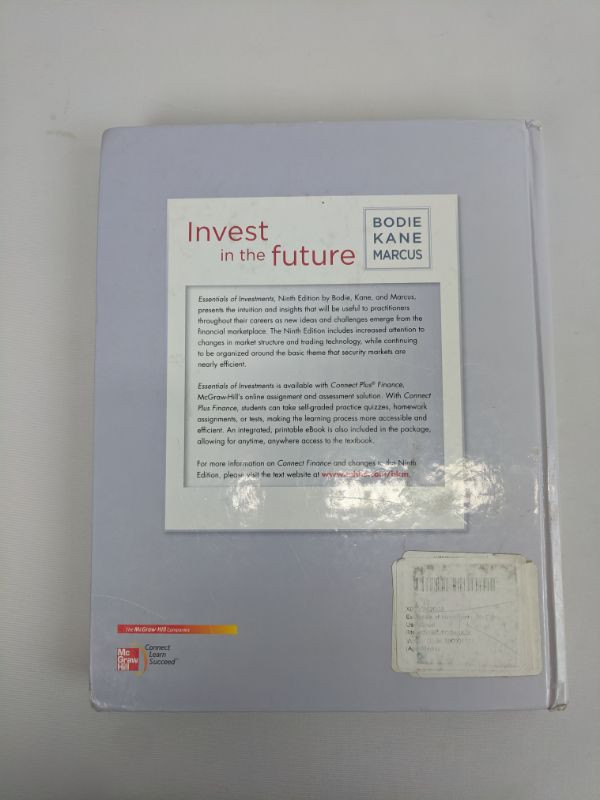 Invest
in the future
BODIE
KANE
MARCUS
Essentials of Investments, Ninth Edition by Bodie, Kane, and Marcus,
presents the intuition and insights that will be useful to practitioners
throughout their careers as new ideas and challenges emerge from the
financial marketplace. The Ninth Edition includes increased attention to
changes in market structure and trading technology, while continuing
to be organized around the basic theme that security markets are
nearly efficient.
Essentials of Investments is available with Connect Plus® Finance,
McGraw-Hill's online assignment and assessment solution. With Connect
Plus Finance, students can take self-graded practice quizzes, homework
assignments, or tests, making the learning process more accessible and
efficient. An integrated, printable eBook is also included in the package,
allowing for anytime, anywhere access to the textbook.
For more information on Connect Finance and changes to the Ninth
Edition, please visit the text website at www.mhhe.com/bkm.
The McGraw-Hill Companies
Mc
Graw
Hill
Connect
Learn
Succeed™